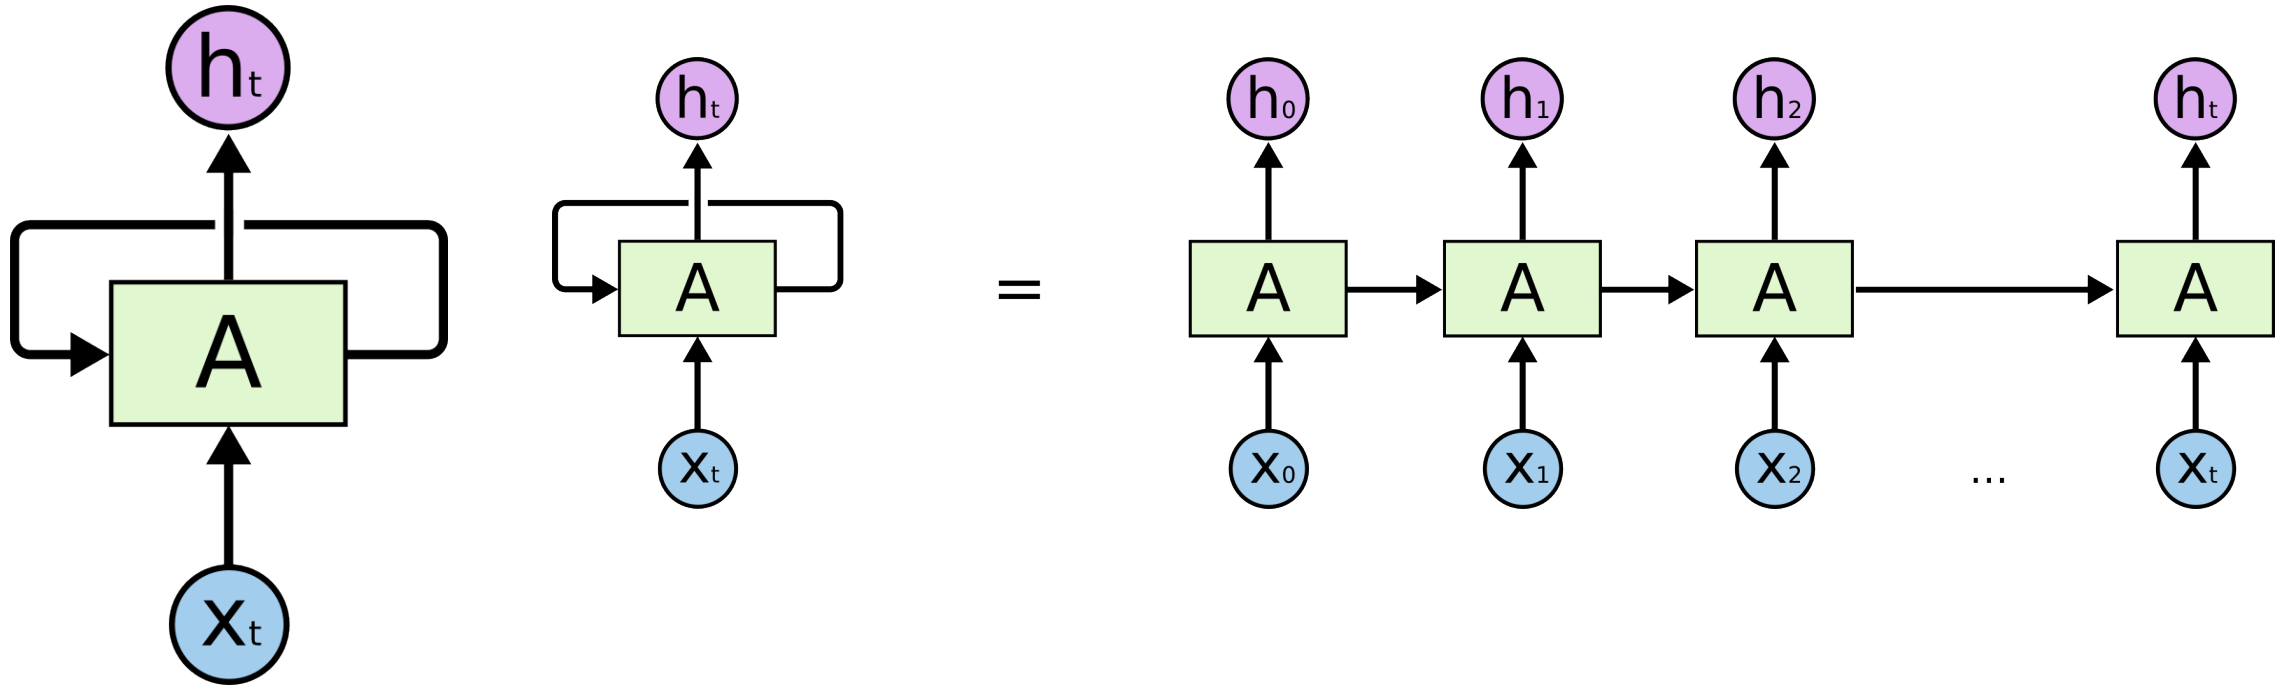 hₜ
A
xₜ
hₜ
A
xₜ
=
h₀ h₁ h₂ hₜ
A A A A
x₀ x₁ x₂ ... xₜ